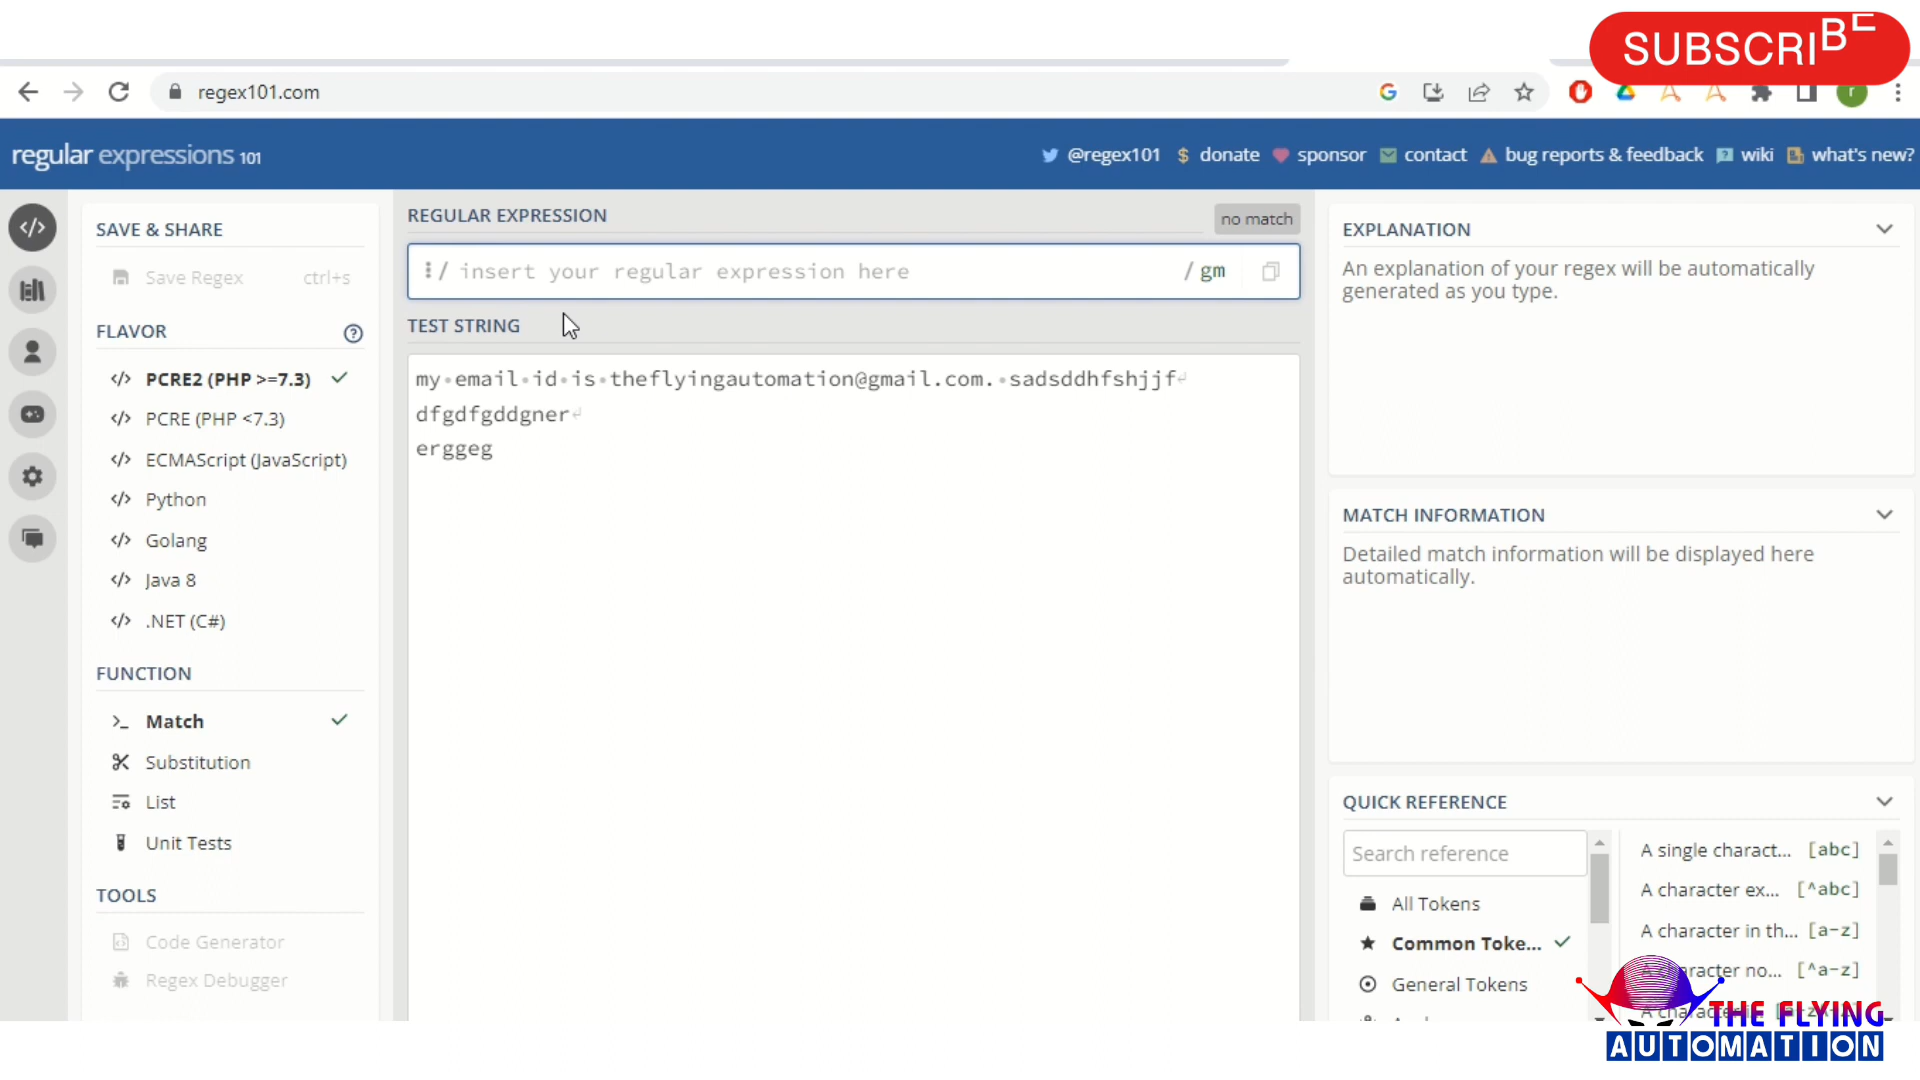 SUBSCRIBE
regex101.com
regular expressions 101
@regex101 $ donate sponsor contact bug reports & feedback wiki what's new?
SAVE & SHARE
Save Regex ctrl+s
FLAVOR
</> PCRE2 (PHP >=7.3)
</> PCRE (PHP <7.3)
</> ECMAScript (JavaScript)
</> Python
</> Golang
</> Java 8
</> .NET (C#)
FUNCTION
>_ Match
Substitution
List
Unit Tests
TOOLS
Code Generator
Regex Debugger
REGULAR EXPRESSION
no match
/ insert your regular expression here / gm
TEST STRING
my·email·id·is·theflyingautomation@gmail.com.·sadsddhfshjjf
dfgdfgddgner
erggeg
EXPLANATION
An explanation of your regex will be automatically
generated as you type.
MATCH INFORMATION
Detailed match information will be displayed here
automatically.
QUICK REFERENCE
Search reference
All Tokens
Common Toke...
General Tokens
A single charact... [abc]
A character ex... [^abc]
A character in th... [a-z]
A character no... [^a-z]
THE FLYING
AUTOMATION